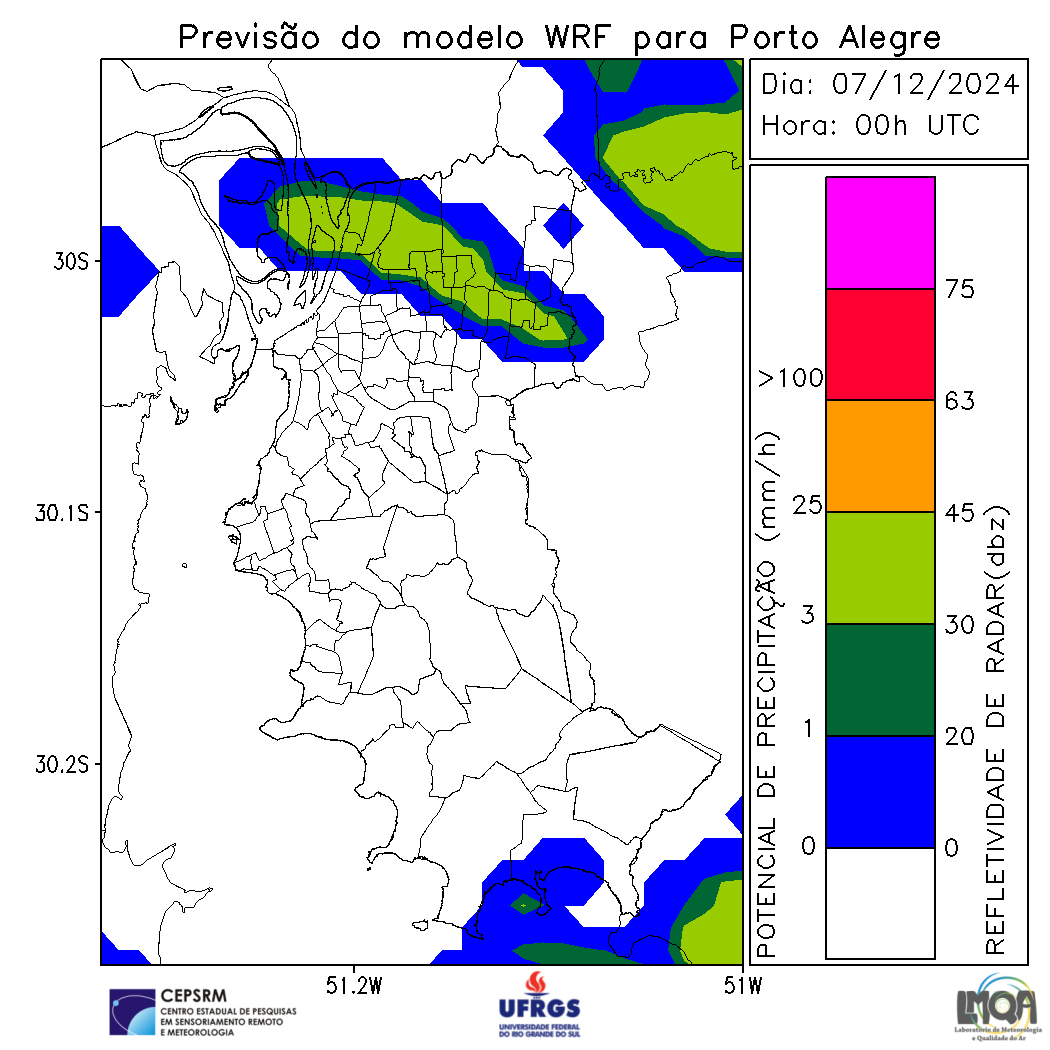 Previsão do modelo WRF para Porto Alegre
Dia: 07/12/2024
Hora: 00h UTC
30S
30.1S
30.2S
51.2W
51W
POTENCIAL DE PRECIPITAÇÃO (mm/h)
>100
25
3
1
0
75
63
45
30
20
0
REFLETIVIDADE DE RADAR(dbz)
CEPSRM
CENTRO ESTADUAL DE PESQUISAS
EM SENSORIAMENTO REMOTO
E METEOROLOGIA
UFRGS
UNIVERSIDADE FEDERAL
DO RIO GRANDE DO SUL
LMQA
Laboratório de Meteorologia
e Qualidade do Ar